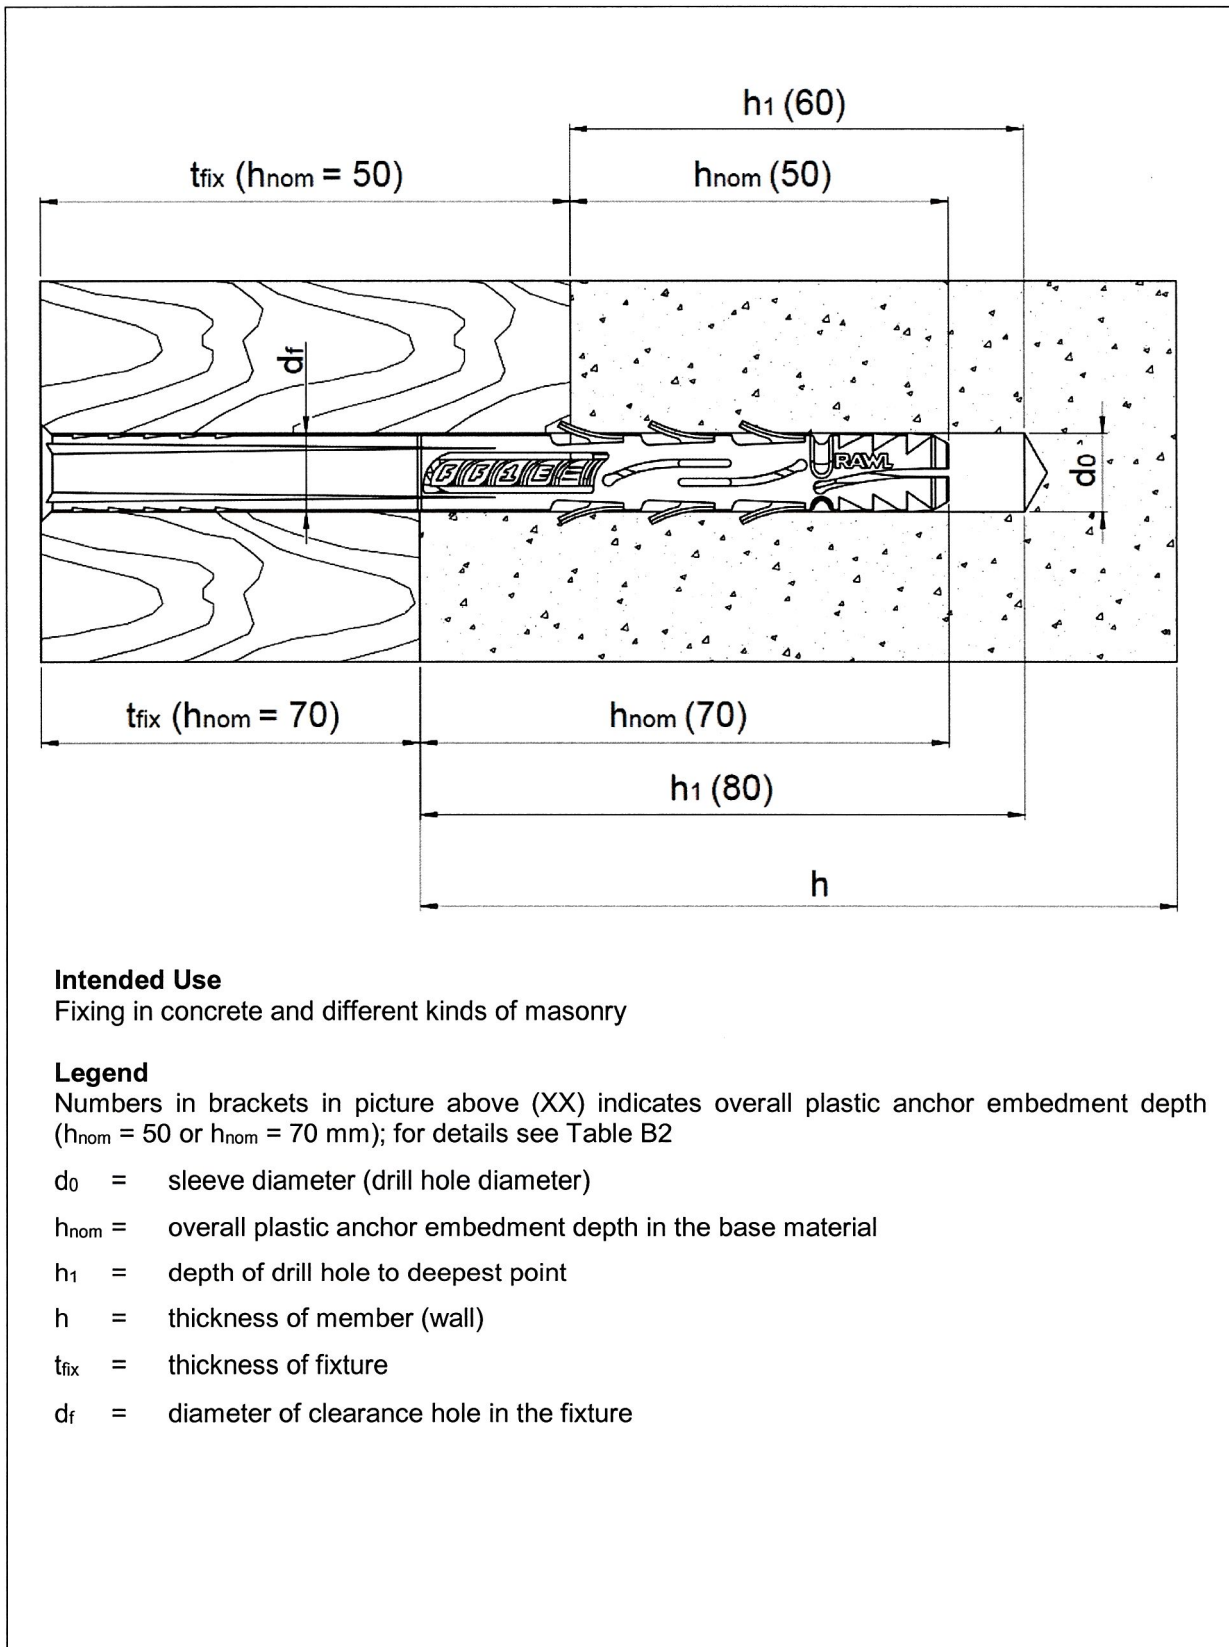 h1 (60)
tfix (hnom = 50)
hnom (50)
df
RAWL
d0
tfix (hnom = 70)
hnom (70)
h1 (80)
h
Intended Use
Fixing in concrete and different kinds of masonry
Legend
Numbers in brackets in picture above (XX) indicates overall plastic anchor embedment depth
(hnom = 50 or hnom = 70 mm); for details see Table B2
d0 = sleeve diameter (drill hole diameter)
hnom = overall plastic anchor embedment depth in the base material
h1 = depth of drill hole to deepest point
h = thickness of member (wall)
tfix = thickness of fixture
df = diameter of clearance hole in the fixture